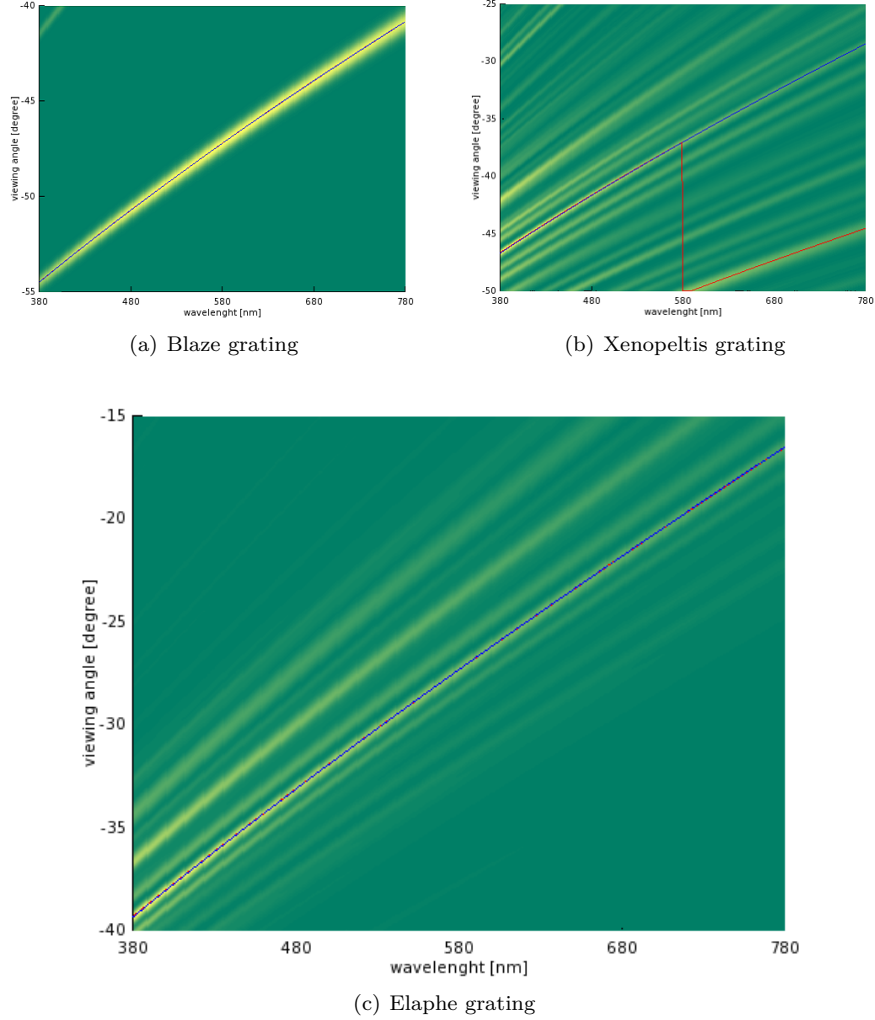 -40
-45
-50
-55
viewing angle [degree]
380 480 580 680 780
wavelenght [nm]
(a) Blaze grating
-25
-30
-35
-40
-45
-50
viewing angle [degree]
380 480 580 680 780
wavelenght [nm]
(b) Xenopeltis grating
-15
-20
-25
-30
-35
-40
viewing angle [degree]
380 480 580 680 780
wavelenght [nm]
(c) Elaphe grating